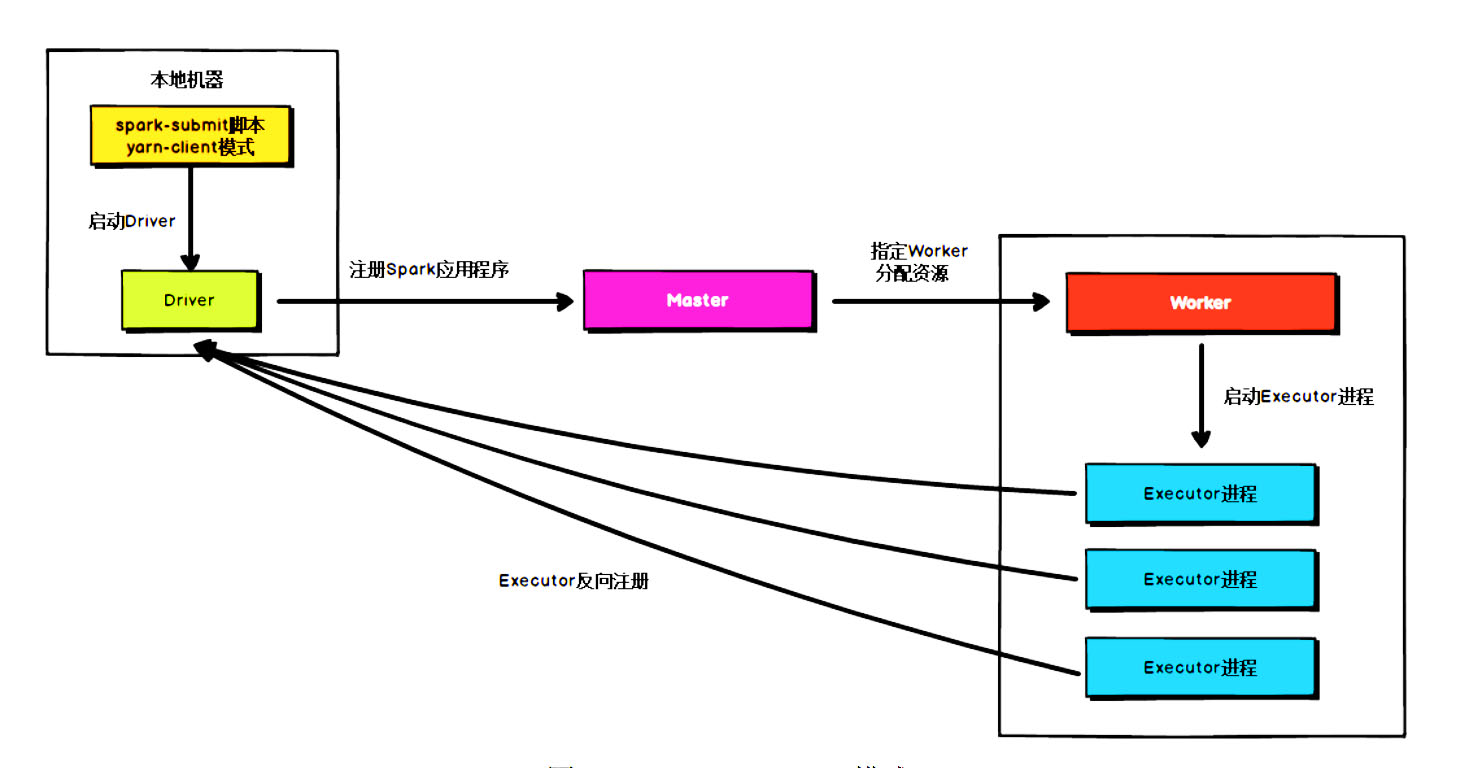 本地机器
spark-submit脚本
yarn-client模式
启动Driver
Driver
注册Spark应用程序
Master
指定Worker
分配资源
Worker
启动Executor进程
Executor进程
Executor进程
Executor进程
Executor反向注册